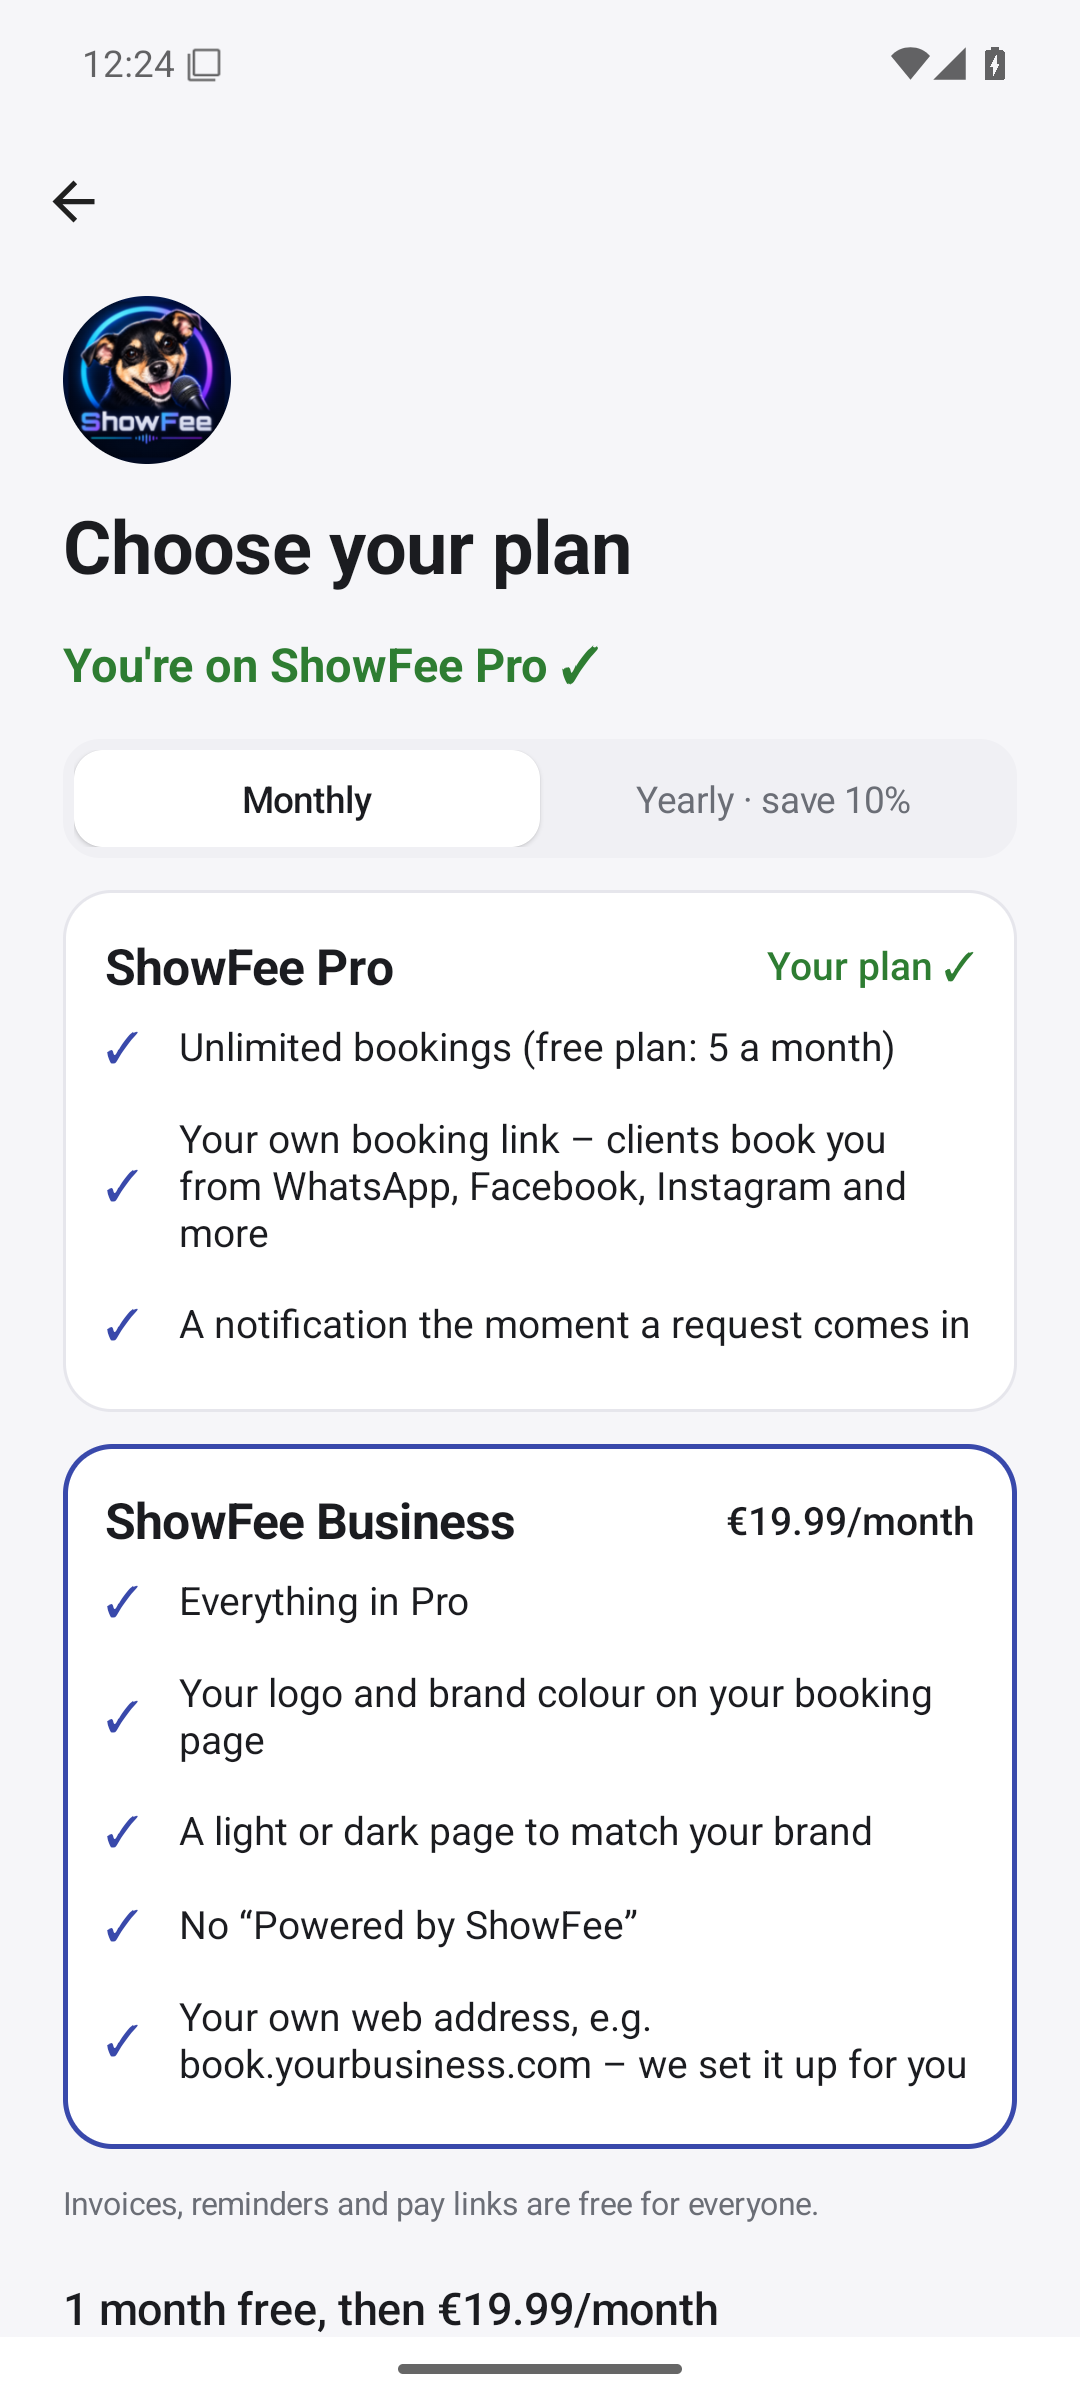 12:24
ShowFee
Choose your plan
You're on ShowFee Pro ✓
Monthly
Yearly · save 10%
ShowFee Pro
Your plan ✓
✓ Unlimited bookings (free plan: 5 a month)
✓ Your own booking link – clients book you
from WhatsApp, Facebook, Instagram and
more
✓ A notification the moment a request comes in
ShowFee Business
€19.99/month
✓ Everything in Pro
✓ Your logo and brand colour on your booking
page
✓ A light or dark page to match your brand
✓ No “Powered by ShowFee”
✓ Your own web address, e.g.
book.yourbusiness.com – we set it up for you
Invoices, reminders and pay links are free for everyone.
1 month free, then €19.99/month